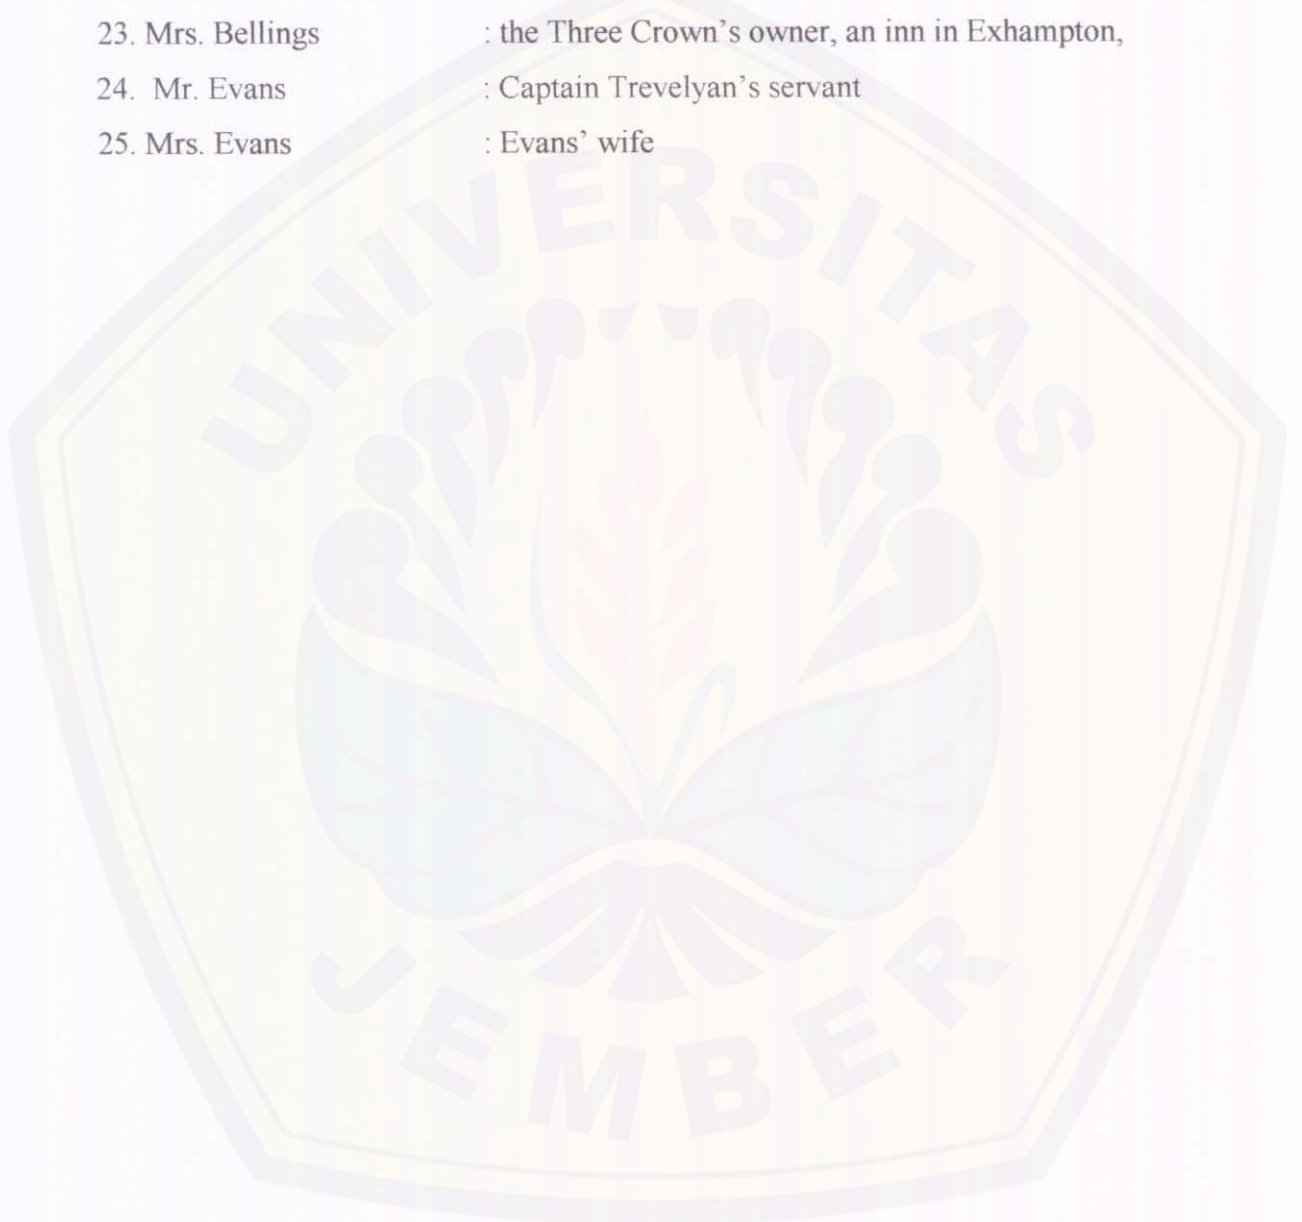 23. Mrs. Bellings : the Three Crown's owner, an inn in Exhampton,
24. Mr. Evans : Captain Trevelyan's servant
25. Mrs. Evans : Evans' wife
UNIVERSITAS
JEMBER